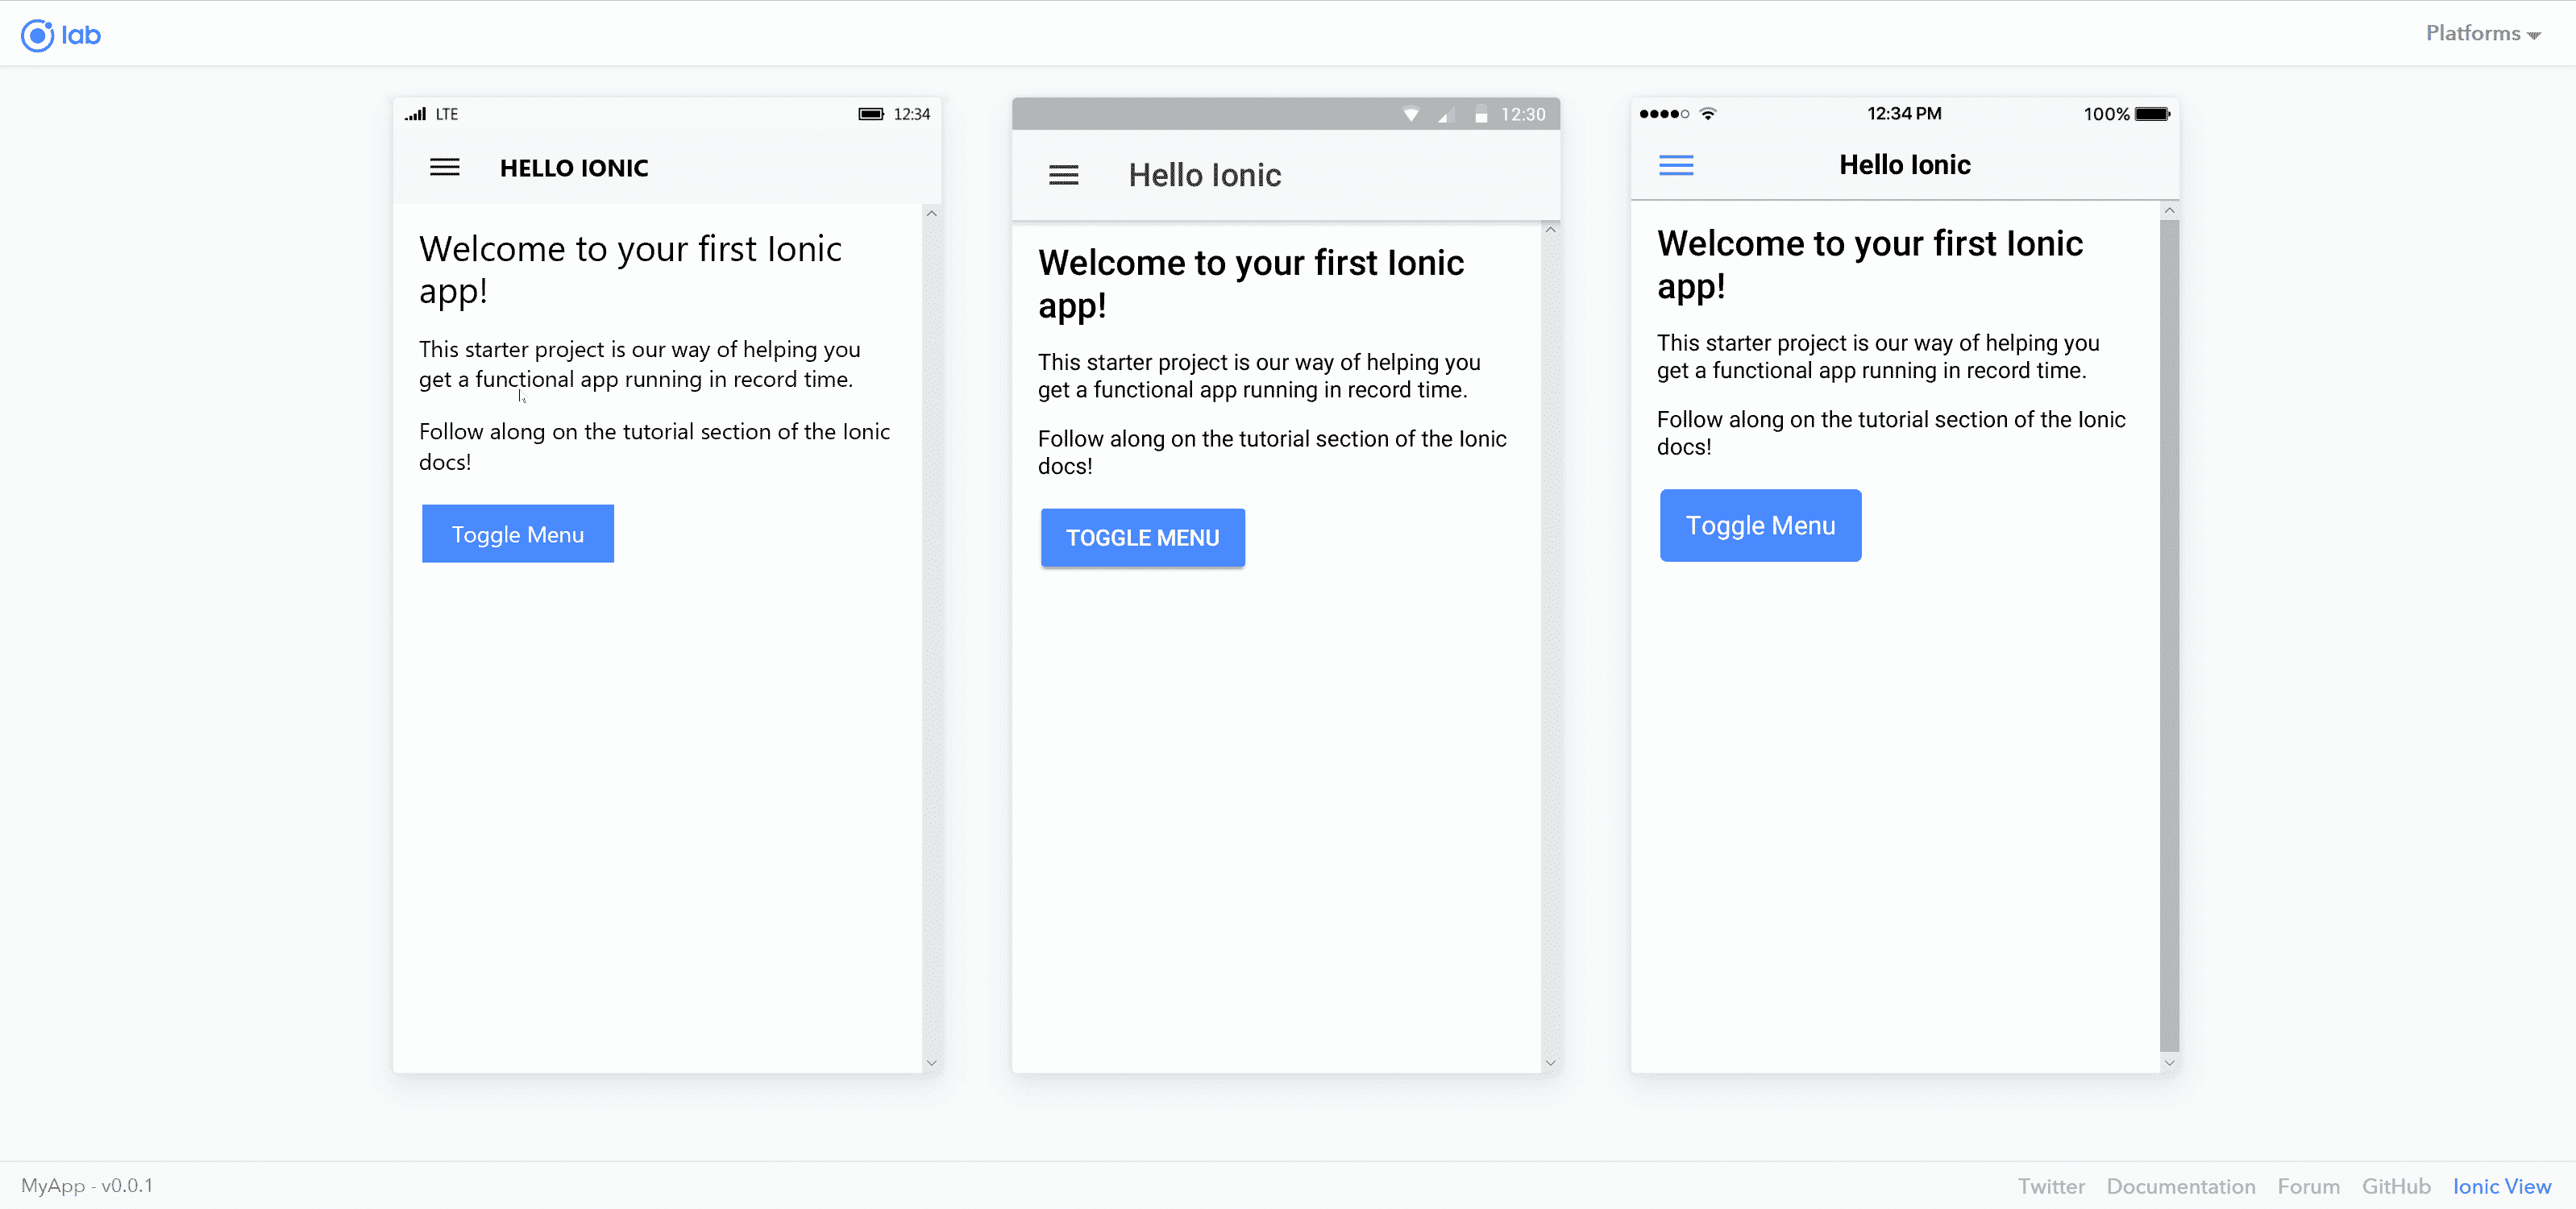 lab
Platforms
LTE
12:34
HELLO IONIC
Welcome to your first Ionic
app!
This starter project is our way of helping you
get a functional app running in record time.
Follow along on the tutorial section of the Ionic
docs!
Toggle Menu
12:30
Hello Ionic
Welcome to your first Ionic
app!
This starter project is our way of helping you
get a functional app running in record time.
Follow along on the tutorial section of the Ionic
docs!
TOGGLE MENU
12:34 PM
100%
Hello Ionic
Welcome to your first Ionic
app!
This starter project is our way of helping you
get a functional app running in record time.
Follow along on the tutorial section of the Ionic
docs!
Toggle Menu
MyApp - v0.0.1
Twitter Documentation Forum GitHub Ionic View